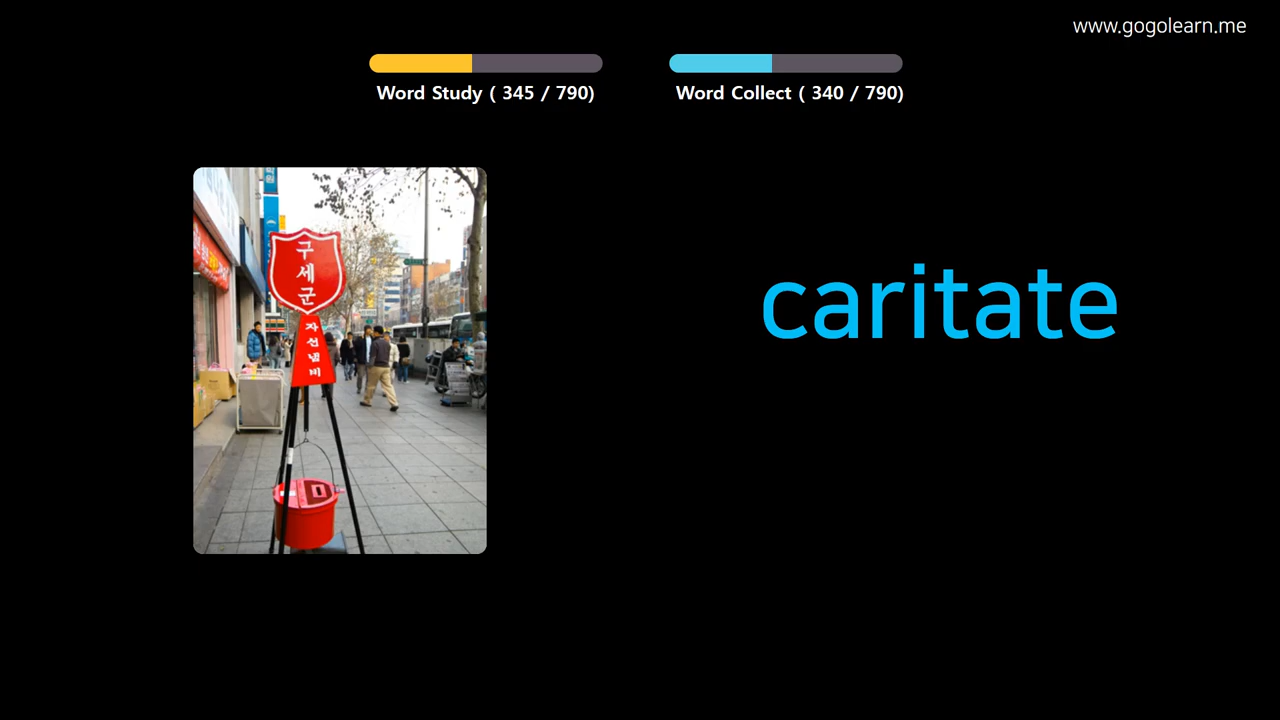 www.gogolearn.me
Word Study ( 345 / 790)
Word Collect ( 340 / 790)
구세군
자선냄비
caritate